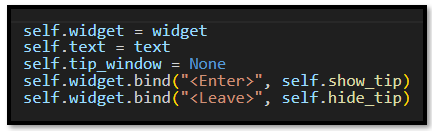 self.widget = widget
self.text = text
self.tip_window = None
self.widget.bind("<Enter>", self.show_tip)
self.widget.bind("<Leave>", self.hide_tip)